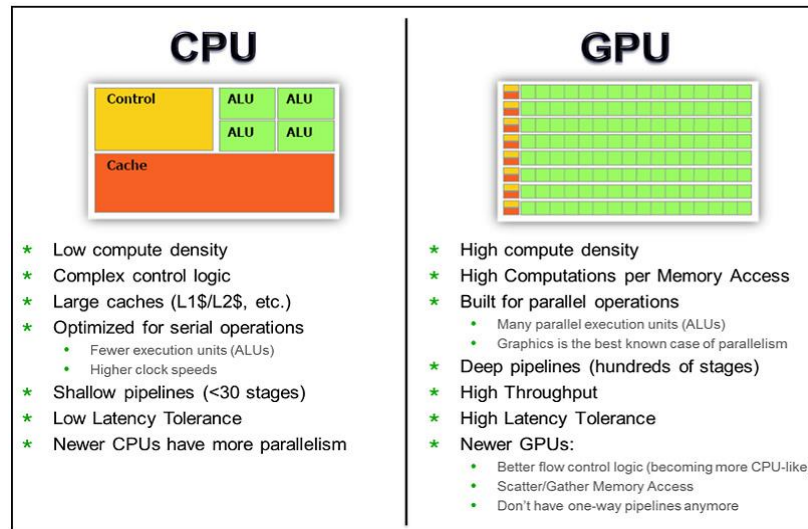 CPU
Control
ALU ALU
ALU ALU
Cache
* Low compute density
* Complex control logic
* Large caches (L1$/L2$, etc.)
* Optimized for serial operations
• Fewer execution units (ALUs)
• Higher clock speeds
* Shallow pipelines (<30 stages)
* Low Latency Tolerance
* Newer CPUs have more parallelism
GPU
* High compute density
* High Computations per Memory Access
* Built for parallel operations
• Many parallel execution units (ALUs)
• Graphics is the best known case of parallelism
* Deep pipelines (hundreds of stages)
* High Throughput
* High Latency Tolerance
* Newer GPUs:
• Better flow control logic (becoming more CPU-like
• Scatter/Gather Memory Access
• Don't have one-way pipelines anymore